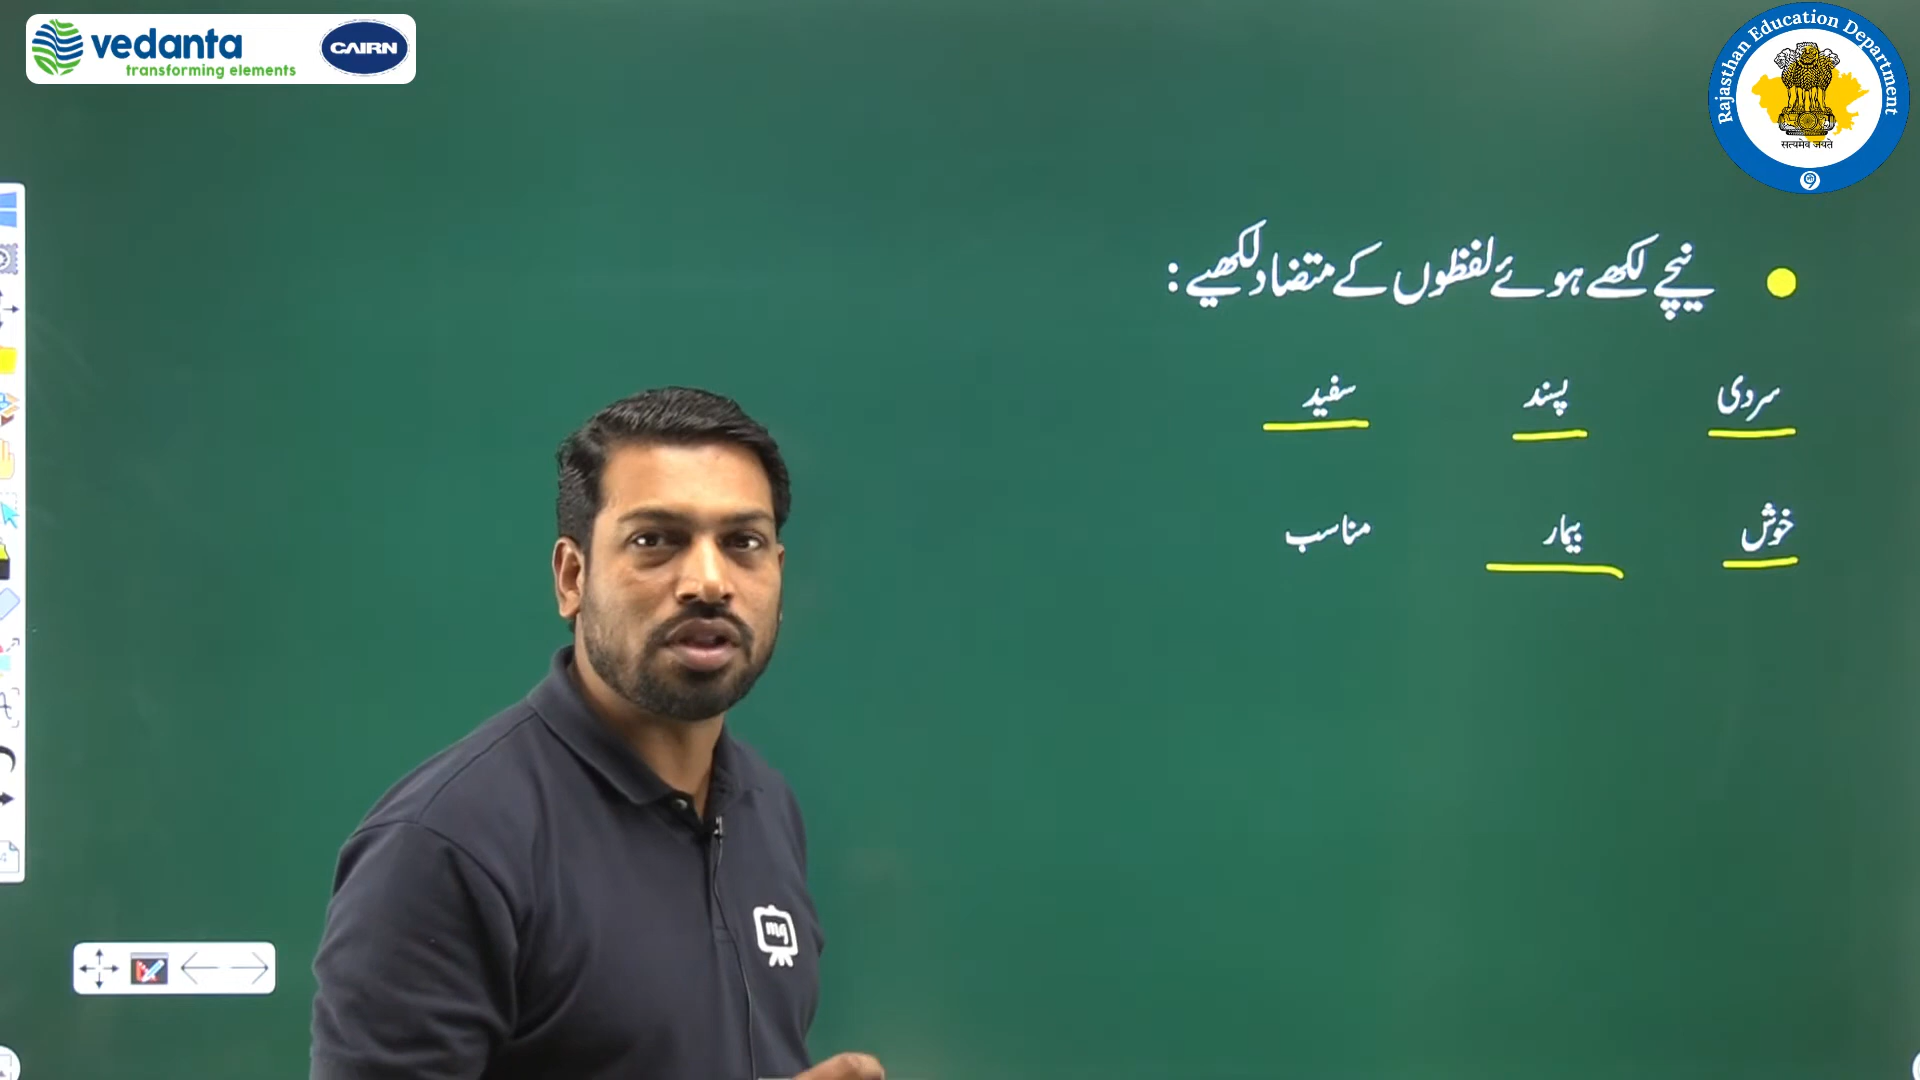 vedanta
transforming elements
CAIRN
Rajasthan Education Department
सत्यमेव जयते
نیچے لکھے ہوئے لفظوں کے متضاد لکھیے :
سردی پسند سفید
خوش بیمار مناسب
mg